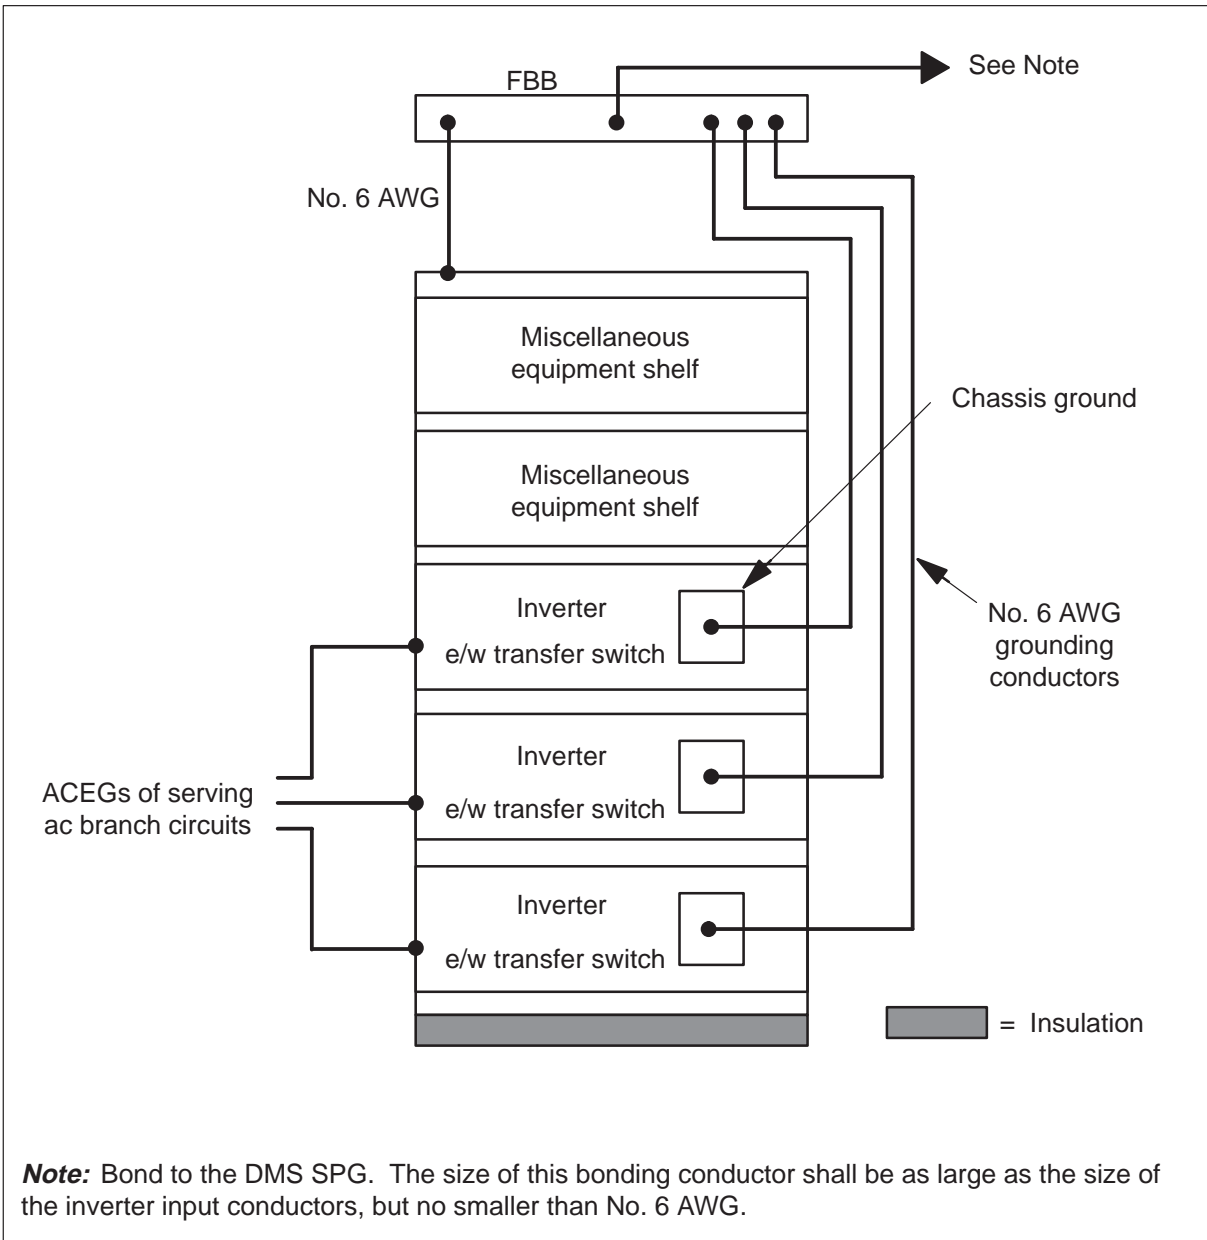 FBB
See Note
No. 6 AWG
Miscellaneous
equipment shelf
Chassis ground
Miscellaneous
equipment shelf
Inverter
e/w transfer switch
No. 6 AWG
grounding
conductors
Inverter
e/w transfer switch
ACEGs of serving
ac branch circuits
Inverter
e/w transfer switch
= Insulation
Note: Bond to the DMS SPG. The size of this bonding conductor shall be as large as the size of
the inverter input conductors, but no smaller than No. 6 AWG.